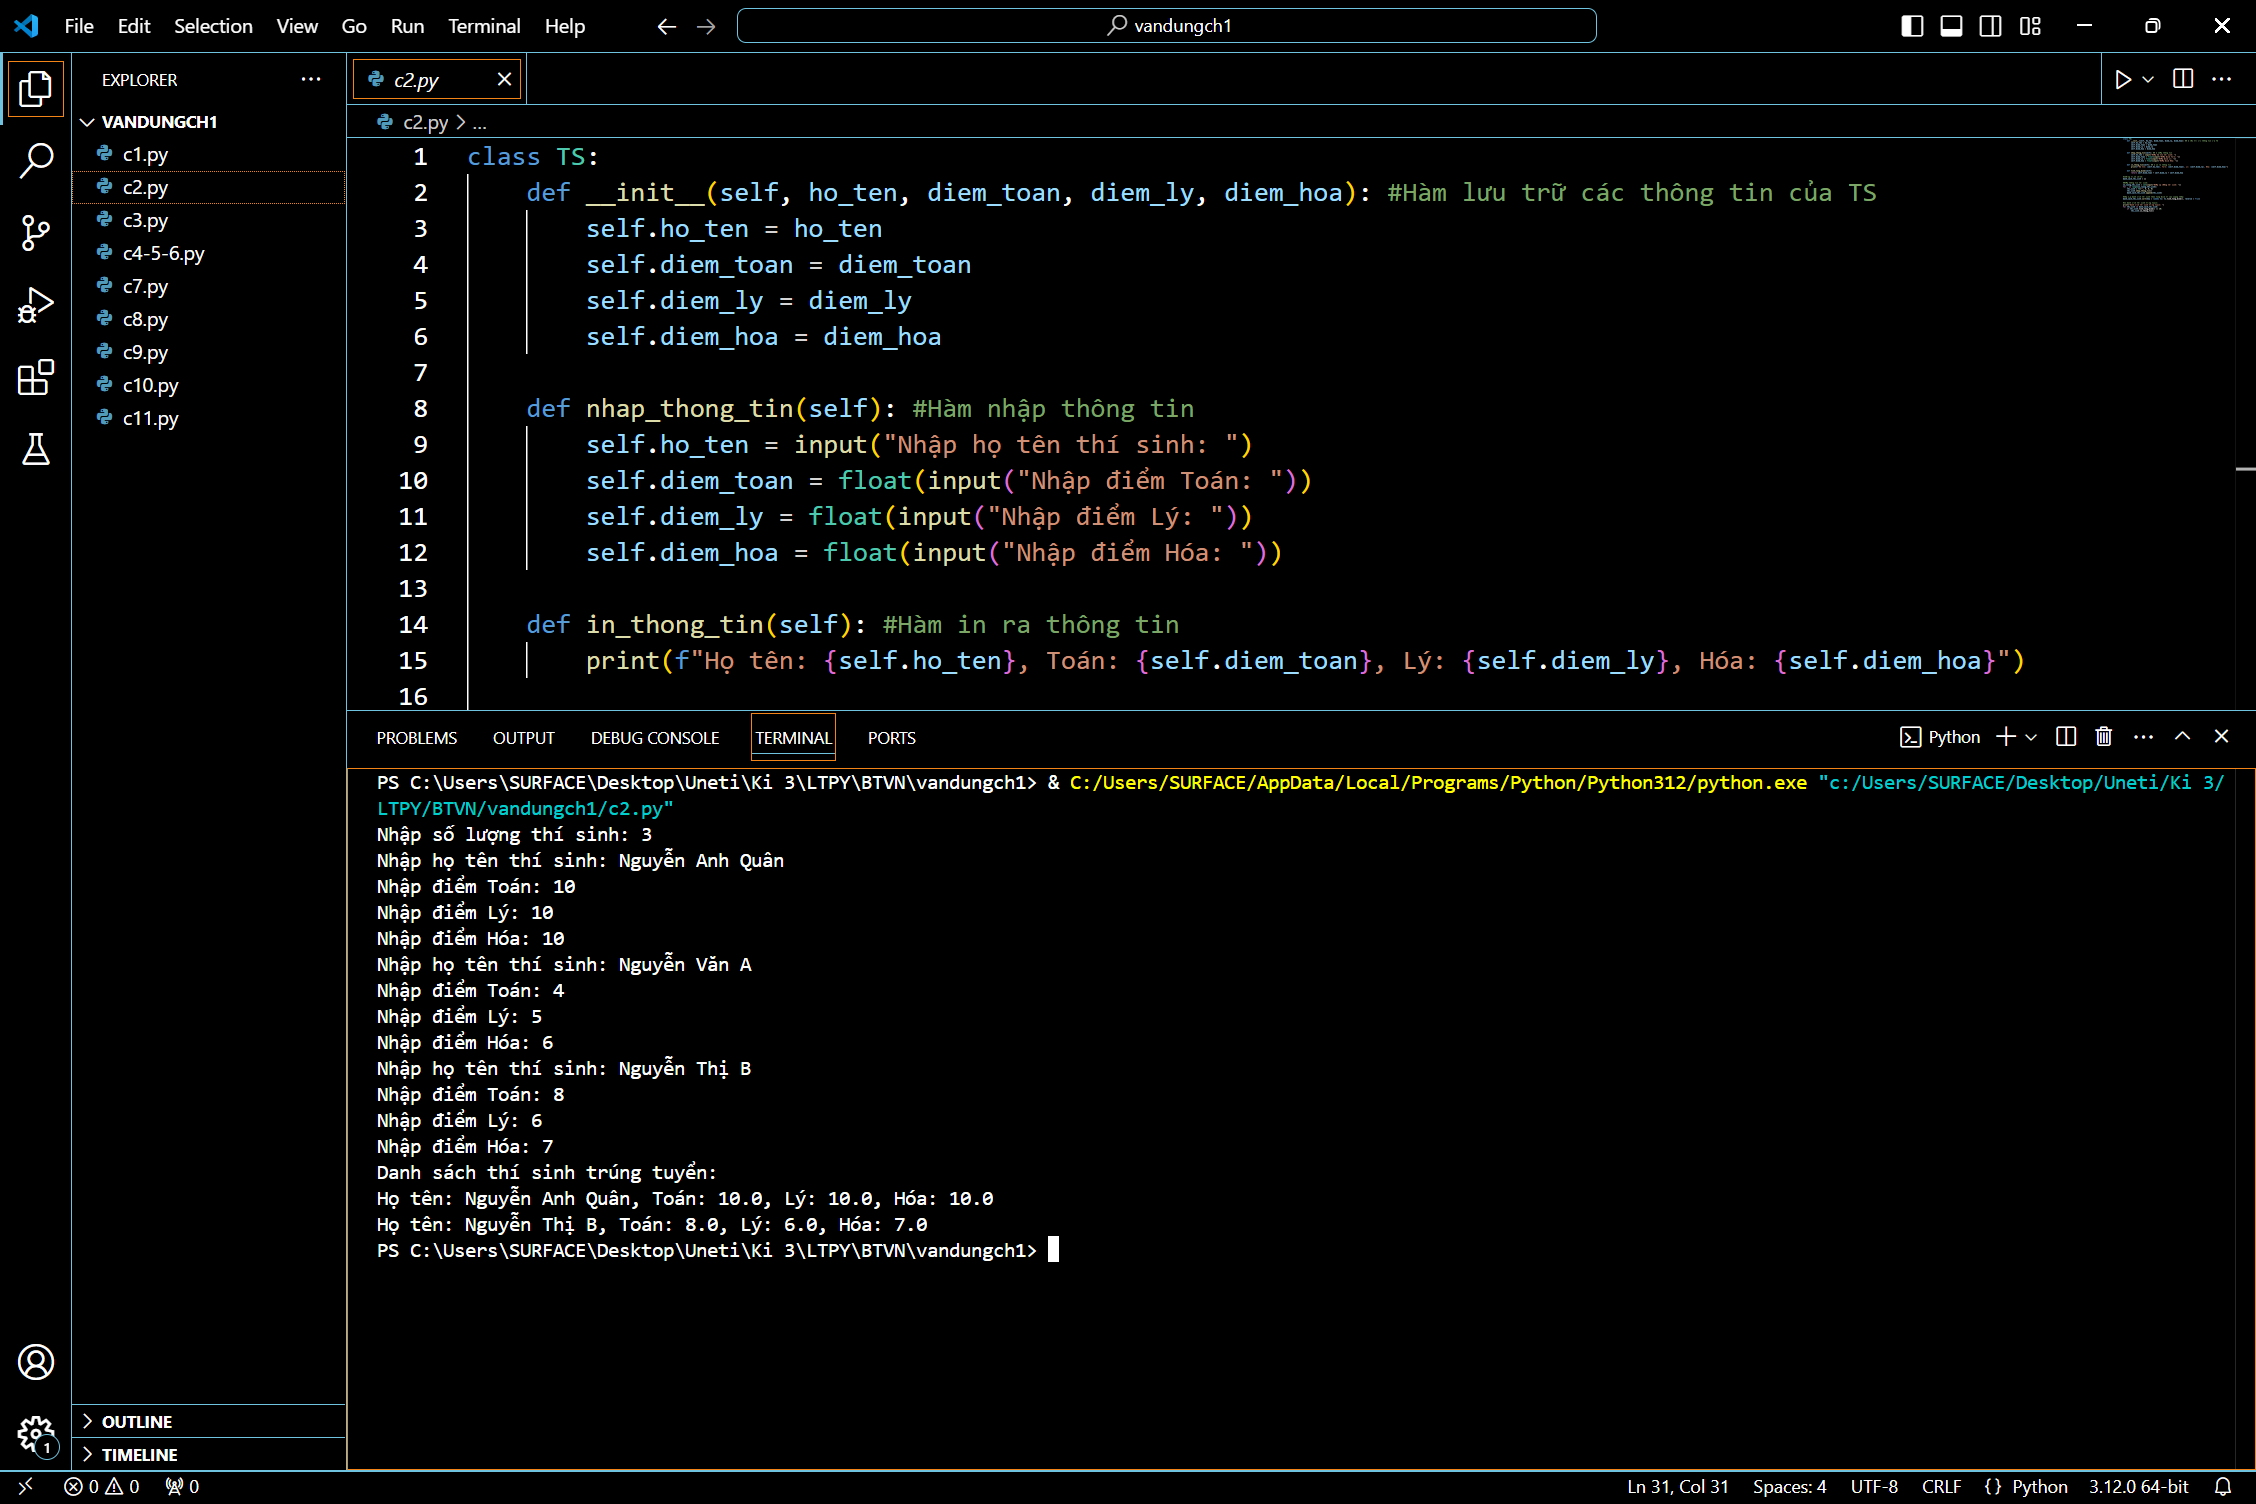 File Edit Selection View Go Run Terminal Help
vandungch1
EXPLORER
VANDUNGCH1
c1.py
c2.py
c3.py
c4-5-6.py
c7.py
c8.py
c9.py
c10.py
c11.py
OUTLINE
TIMELINE
c2.py
c2.py > ...
1 class TS:
2 def __init__(self, ho_ten, diem_toan, diem_ly, diem_hoa): #Hàm lưu trữ các thông tin của TS
3 self.ho_ten = ho_ten
4 self.diem_toan = diem_toan
5 self.diem_ly = diem_ly
6 self.diem_hoa = diem_hoa
7
8 def nhap_thong_tin(self): #Hàm nhập thông tin
9 self.ho_ten = input("Nhập họ tên thí sinh: ")
10 self.diem_toan = float(input("Nhập điểm Toán: "))
11 self.diem_ly = float(input("Nhập điểm Lý: "))
12 self.diem_hoa = float(input("Nhập điểm Hóa: "))
13
14 def in_thong_tin(self): #Hàm in ra thông tin
15 print(f"Họ tên: {self.ho_ten}, Toán: {self.diem_toan}, Lý: {self.diem_ly}, Hóa: {self.diem_hoa}")
16
PROBLEMS OUTPUT DEBUG CONSOLE TERMINAL PORTS
Python
PS C:\Users\SURFACE\Desktop\Uneti\Ki 3\LTPY\BTVN\vandungch1> & C:/Users/SURFACE/AppData/Local/Programs/Python/Python312/python.exe "c:/Users/SURFACE/Desktop/Uneti/Ki 3/
LTPY/BTVN/vandungch1/c2.py"
Nhập số lượng thí sinh: 3
Nhập họ tên thí sinh: Nguyễn Anh Quân
Nhập điểm Toán: 10
Nhập điểm Lý: 10
Nhập điểm Hóa: 10
Nhập họ tên thí sinh: Nguyễn Văn A
Nhập điểm Toán: 4
Nhập điểm Lý: 5
Nhập điểm Hóa: 6
Nhập họ tên thí sinh: Nguyễn Thị B
Nhập điểm Toán: 8
Nhập điểm Lý: 6
Nhập điểm Hóa: 7
Danh sách thí sinh trúng tuyển:
Họ tên: Nguyễn Anh Quân, Toán: 10.0, Lý: 10.0, Hóa: 10.0
Họ tên: Nguyễn Thị B, Toán: 8.0, Lý: 6.0, Hóa: 7.0
PS C:\Users\SURFACE\Desktop\Uneti\Ki 3\LTPY\BTVN\vandungch1>
1
0 0 0
Ln 31, Col 31 Spaces: 4 UTF-8 CRLF {} Python 3.12.0 64-bit